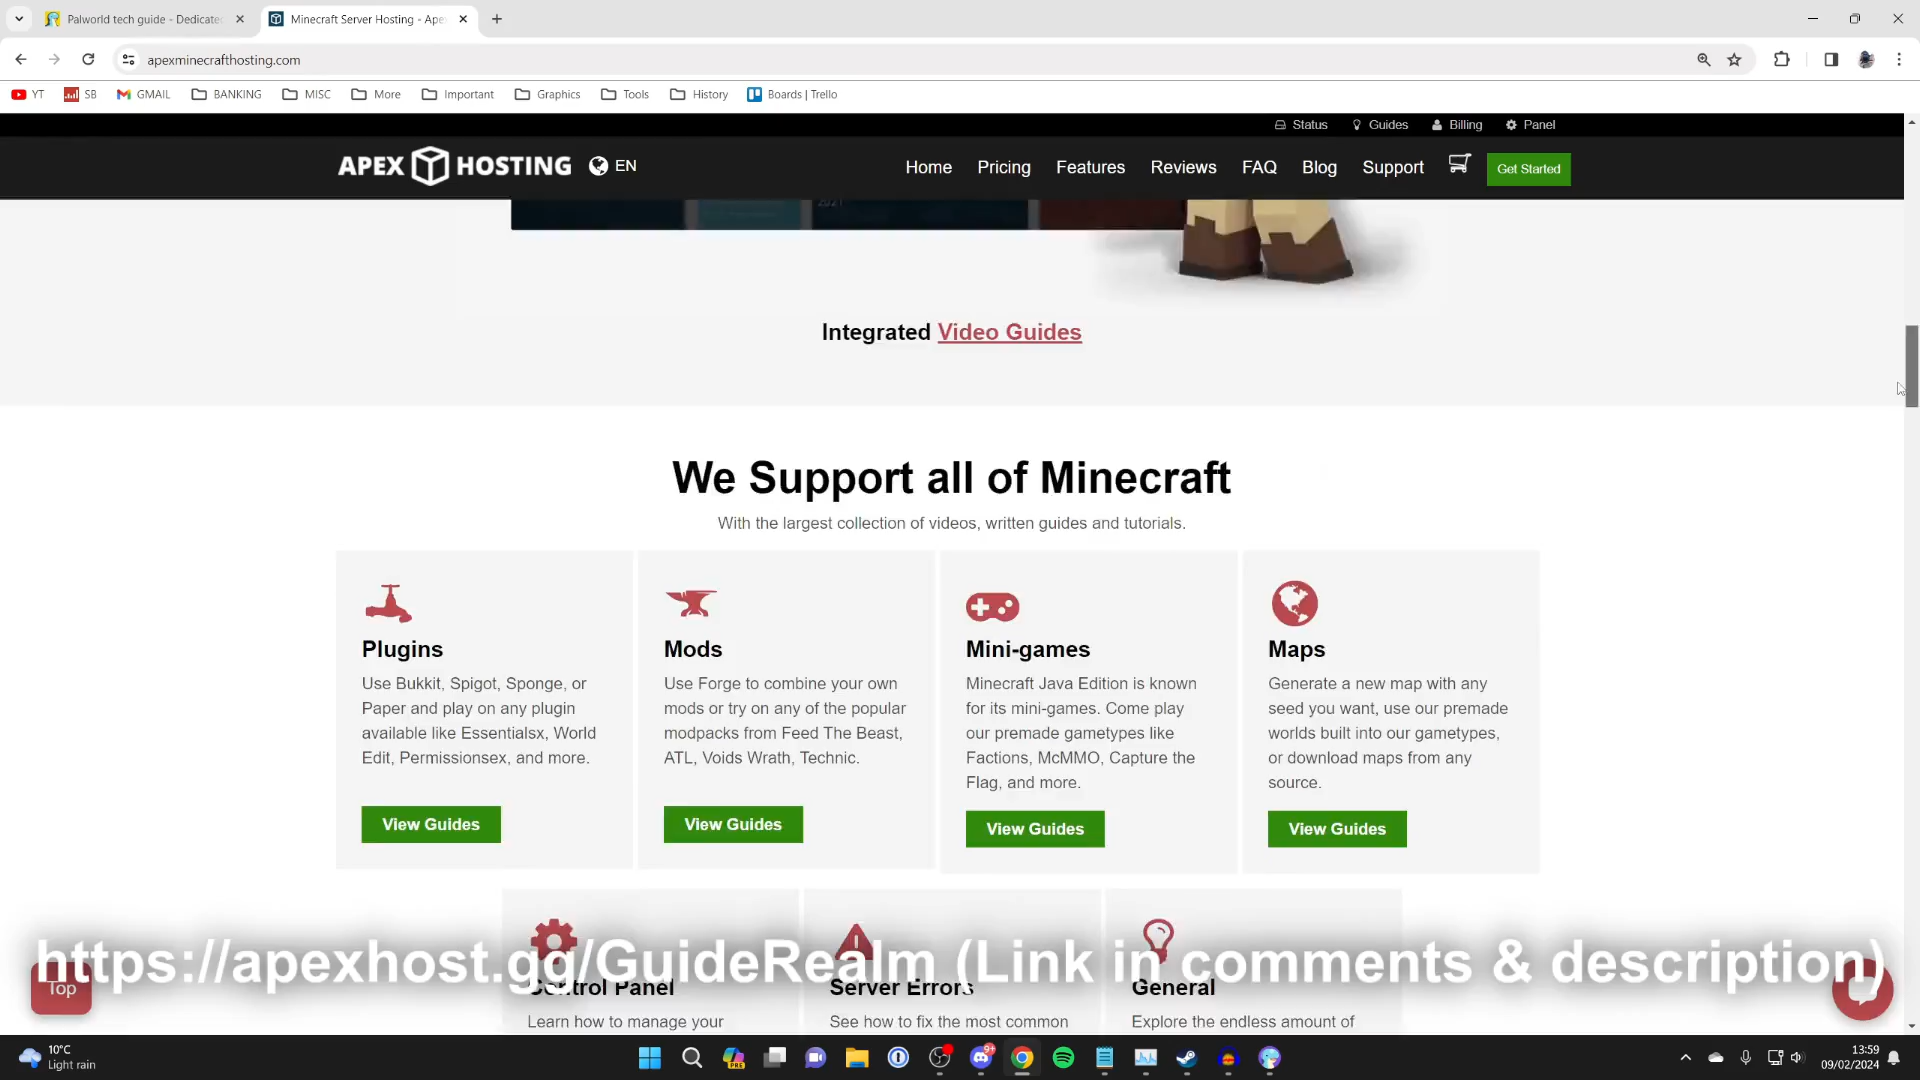 Palworld tech guide - Dedicate
Minecraft Server Hosting - Ape
apexminecrafthosting.com
YT
SB
GMAIL
BANKING
MISC
More
Important
Graphics
Tools
History
Boards | Trello
Status
Guides
Billing
Panel
APEX HOSTING
EN
Home
Pricing
Features
Reviews
FAQ
Blog
Support
Get Started
2021
Integrated Video Guides
We Support all of Minecraft
With the largest collection of videos, written guides and tutorials.
Plugins
Use Bukkit, Spigot, Sponge, or
Paper and play on any plugin
available like Essentialsx, World
Edit, Permissionsex, and more.
View Guides
Mods
Use Forge to combine your own
mods or try on any of the popular
modpacks from Feed The Beast,
ATL, Voids Wrath, Technic.
View Guides
Mini-games
Minecraft Java Edition is known
for its mini-games. Come play
our premade gametypes like
Factions, McMMO, Capture the
Flag, and more.
View Guides
Maps
Generate a new map with any
seed you want, use our premade
worlds built into our gametypes,
or download maps from any
source.
View Guides
https://apexhost.gg/GuideRealm (Link in comments & description)
Top
Control Panel
Learn how to manage your
Server Errors
See how to fix the most common
General
Explore the endless amount of
10°C
Light rain
PRE
9+
13:59
09/02/2024